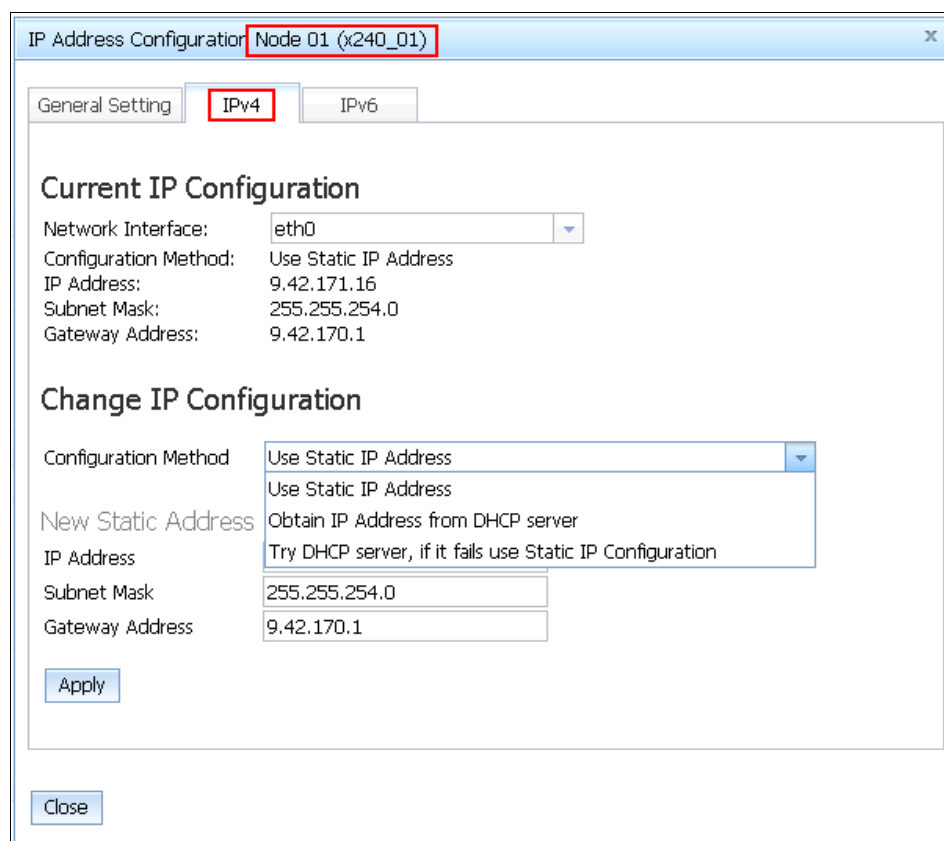 IP Address Configuration Node 01 (x240_01) x
General Setting IPv4 IPv6
Current IP Configuration
Network Interface: eth0
Configuration Method: Use Static IP Address
IP Address: 9.42.171.16
Subnet Mask: 255.255.254.0
Gateway Address: 9.42.170.1
Change IP Configuration
Configuration Method Use Static IP Address
Use Static IP Address
New Static Address Obtain IP Address from DHCP server
IP Address Try DHCP server, if it fails use Static IP Configuration
Subnet Mask 255.255.254.0
Gateway Address 9.42.170.1
Apply
Close